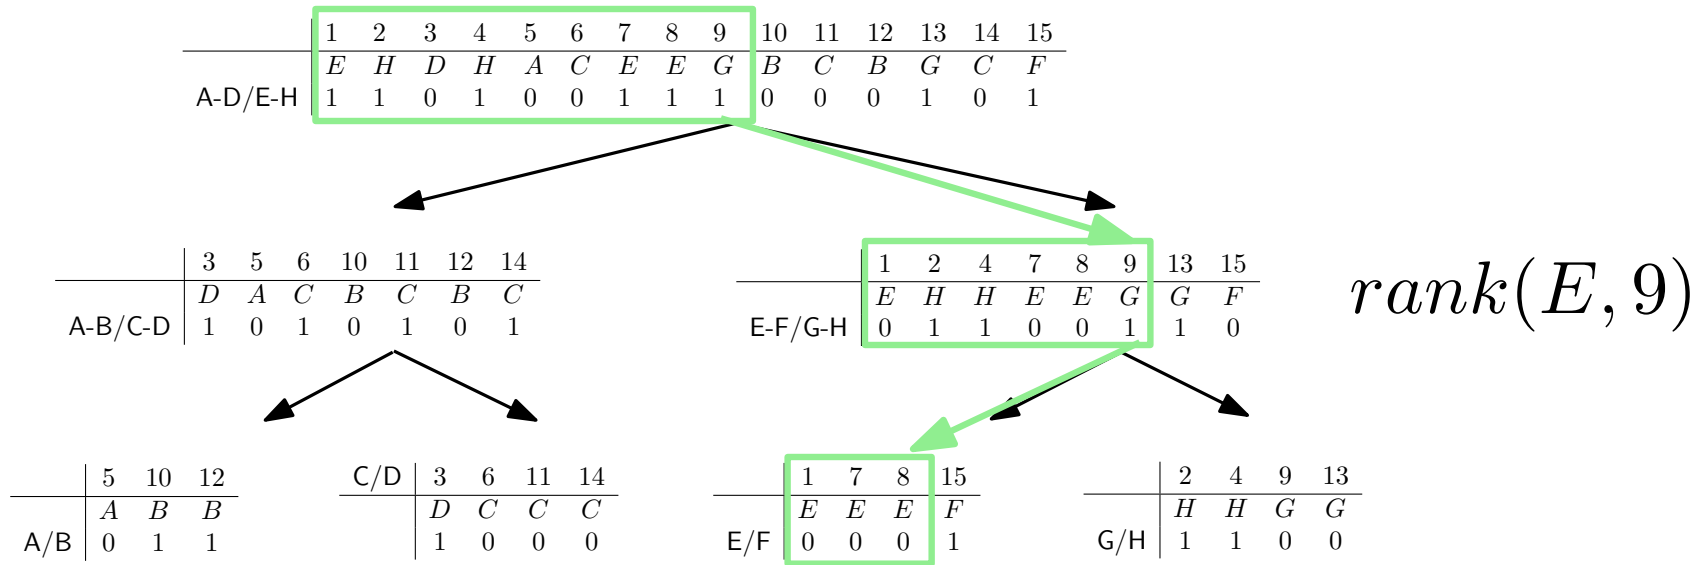 1 2 3 4 5 6 7 8 9 10 11 12 13 14 15
E H D H A C E E G B C B G C F
A-D/E-H 1 1 0 1 0 0 1 1 1 0 0 0 1 0 1
3 5 6 10 11 12 14
D A C B C B C
A-B/C-D 1 0 1 0 1 0 1
1 2 4 7 8 9 13 15
E H H E E G G F
E-F/G-H 0 1 1 0 0 1 1 0
rank(E, 9)
5 10 12
A B B
A/B 0 1 1
C/D 3 6 11 14
D C C C
1 0 0 0
1 7 8 15
E E E F
E/F 0 0 0 1
2 4 9 13
H H G G
G/H 1 1 0 0